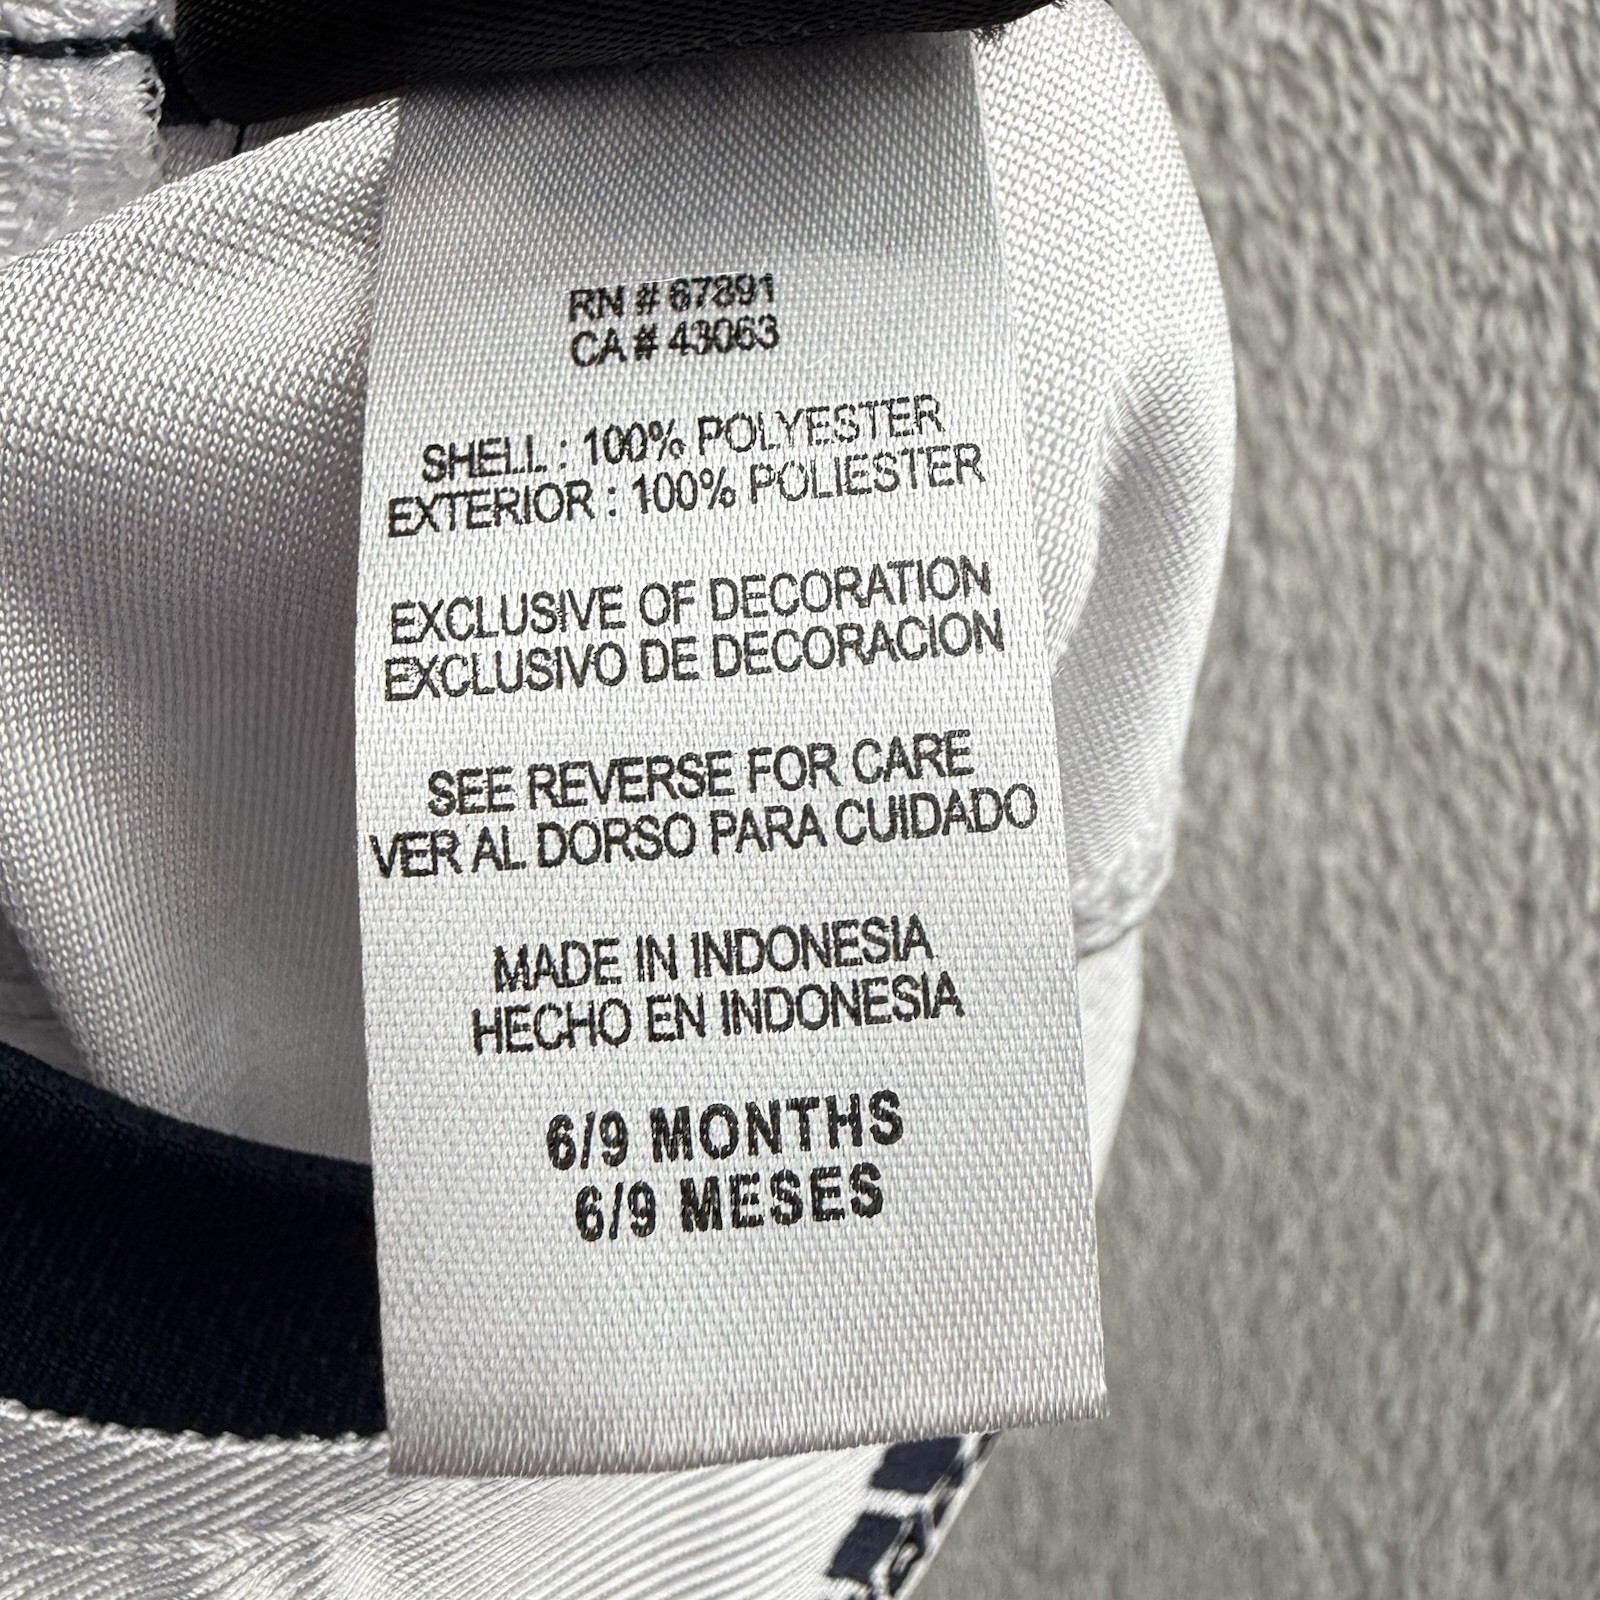 RN # 67891
CA # 43063
SHELL : 100% POLYESTER
EXTERIOR : 100% POLIESTER
EXCLUSIVE OF DECORATION
EXCLUSIVO DE DECORACION
SEE REVERSE FOR CARE
VER AL DORSO PARA CUIDADO
MADE IN INDONESIA
HECHO EN INDONESIA
6/9 MONTHS
6/9 MESES